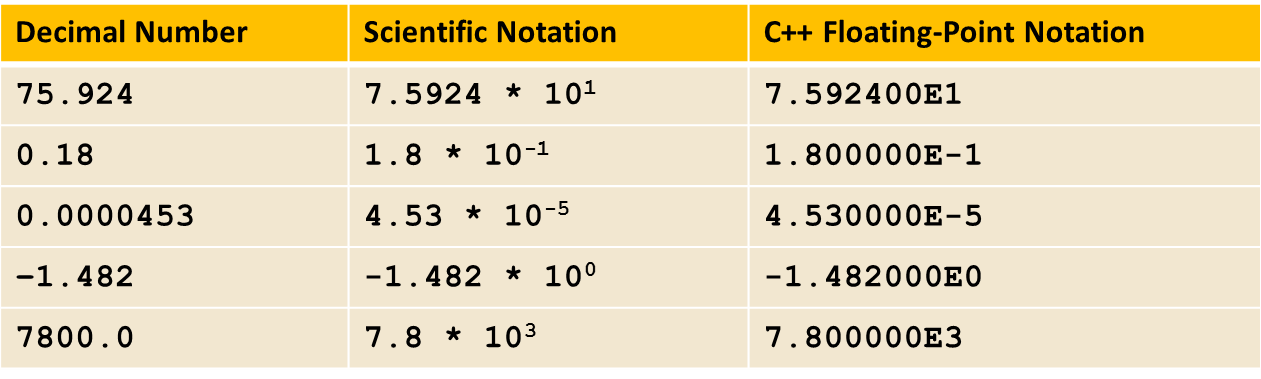 Decimal Number Scientific Notation C++ Floating-Point Notation
75.924 7.5924 * 10¹ 7.592400E1
0.18 1.8 * 10⁻¹ 1.800000E-1
0.0000453 4.53 * 10⁻⁵ 4.530000E-5
–1.482 -1.482 * 10⁰ -1.482000E0
7800.0 7.8 * 10³ 7.800000E3